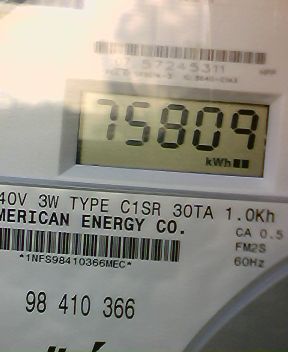 57245311
75809
kWh
40V 3W TYPE C1SR 30TA 1.0Kh
MERICAN ENERGY CO.
CA 0.5
FM2S
*1NFS98410366MEC*
60Hz
98 410 366